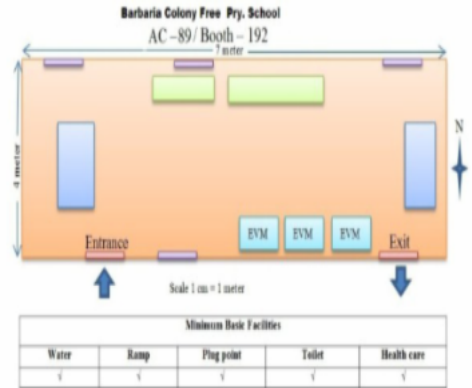 Barbaria Colony Free Pry. School
AC – 89/ Booth – 192
7 meter
4 meter
N
EVM EVM EVM
Entrance
Exit
Scale 1 cm = 1 meter
Minimum Basic Facilities
Water Ramp Plug point Toilet Health care
√ √ √ √ √